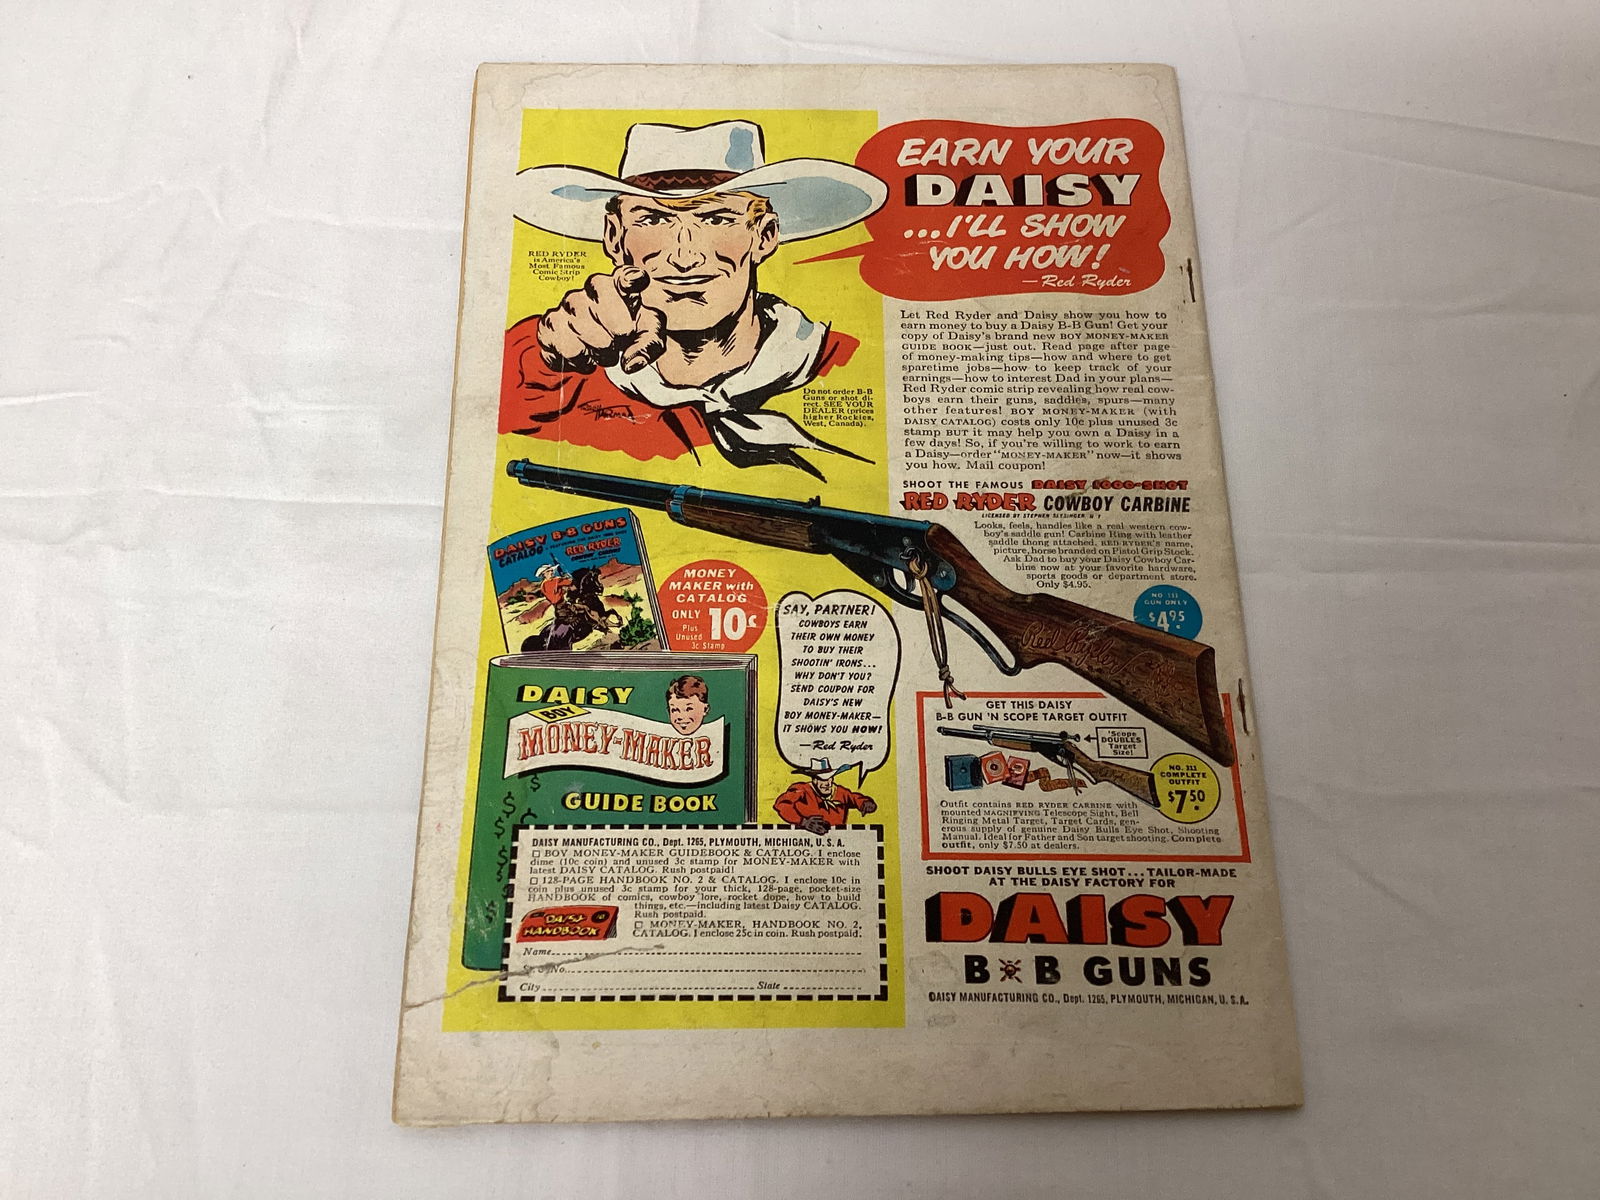 EARN YOUR
DAISY
...I'LL SHOW
YOU HOW!
—Red Ryder
RED RYDER
is America's
Most Famous
Comic Strip
Cowboy!
Do not order B-B
Guns or shot di-
rect. SEE YOUR
DEALER (prices
higher Rockies,
West, Canada).
Let Red Ryder and Daisy show you how to
earn money to buy a Daisy B-B Gun! Get your
copy of Daisy's brand new BOY MONEY-MAKER
GUIDE BOOK—just out. Read page after page
of money-making tips—how and where to get
sparetime jobs—how to keep track of your
earnings—how to interest Dad in your plans—
Red Ryder comic strip revealing how real cow-
boys earn their guns, saddles, spurs—many
other features! BOY MONEY-MAKER (with
DAISY CATALOG) costs only 10c plus unused 3c
stamp BUT it may help you own a Daisy in a
few days! So, if you're willing to work to earn
a Daisy—order "MONEY-MAKER" now—it shows
you how. Mail coupon!
SHOOT THE FAMOUS DAISY 1000-SHOT
RED RYDER COWBOY CARBINE
LICENSED BY STEPHEN SLESINGER, N Y
Looks, feels, handles like a real western cow-
boy's saddle gun! Carbine Ring with leather
saddle thong attached. RED RYDER'S name,
picture, horse branded on Pistol Grip Stock.
Ask Dad to buy your Daisy Cowboy Car-
bine now at your favorite hardware,
sports goods or department store.
Only $4.95.
NO. 111
GUN ONLY
$4.95
Red Ryder
DAISY B-B GUNS
CATALOG
RED RYDER
MONEY
MAKER with
CATALOG
ONLY 10c
Plus
Unused
3c Stamp
SAY, PARTNER!
COWBOYS EARN
THEIR OWN MONEY
TO BUY THEIR
SHOOTIN' IRONS...
WHY DON'T YOU?
SEND COUPON FOR
DAISY'S NEW
BOY MONEY-MAKER—
IT SHOWS YOU NOW!
—Red Ryder
DAISY
BOY
MONEY-MAKER
GUIDE BOOK
GET THIS DAISY
B-B GUN 'N SCOPE TARGET OUTFIT
'Scope
DOUBLES
Target
Size!
NO. 311
COMPLETE
OUTFIT
$7.50
Outfit contains RED RYDER CARBINE with
mounted MAGNIFYING Telescope Sight, Bell
Ringing Metal Target, Target Cards, gen-
erous supply of genuine Daisy Bulls Eye Shot, Shooting
Manual. Ideal for Father and Son target shooting. Complete
outfit, only $7.50 at dealers.
DAISY MANUFACTURING CO., Dept. 1265, PLYMOUTH, MICHIGAN, U. S. A.
☐ BOY MONEY-MAKER GUIDEBOOK & CATALOG. I enclose
dime (10c coin) and unused 3c stamp for MONEY-MAKER with
latest DAISY CATALOG. Rush postpaid!
☐ 128-PAGE HANDBOOK NO. 2 & CATALOG. I enclose 10c in
coin plus unused 3c stamp for your thick, 128-page, pocket-size
HANDBOOK of comics, cowboy lore, rocket dope, how to build
things, etc.—including latest Daisy CATALOG.
Rush postpaid.
☐ MONEY-MAKER, HANDBOOK NO. 2,
CATALOG. I enclose 25c in coin. Rush postpaid.
DAISY
HANDBOOK
Name
St. & No.
City State
SHOOT DAISY BULLS EYE SHOT...TAILOR-MADE
AT THE DAISY FACTORY FOR
DAISY
B B GUNS
DAISY MANUFACTURING CO., Dept. 1265, PLYMOUTH, MICHIGAN, U. S. A.